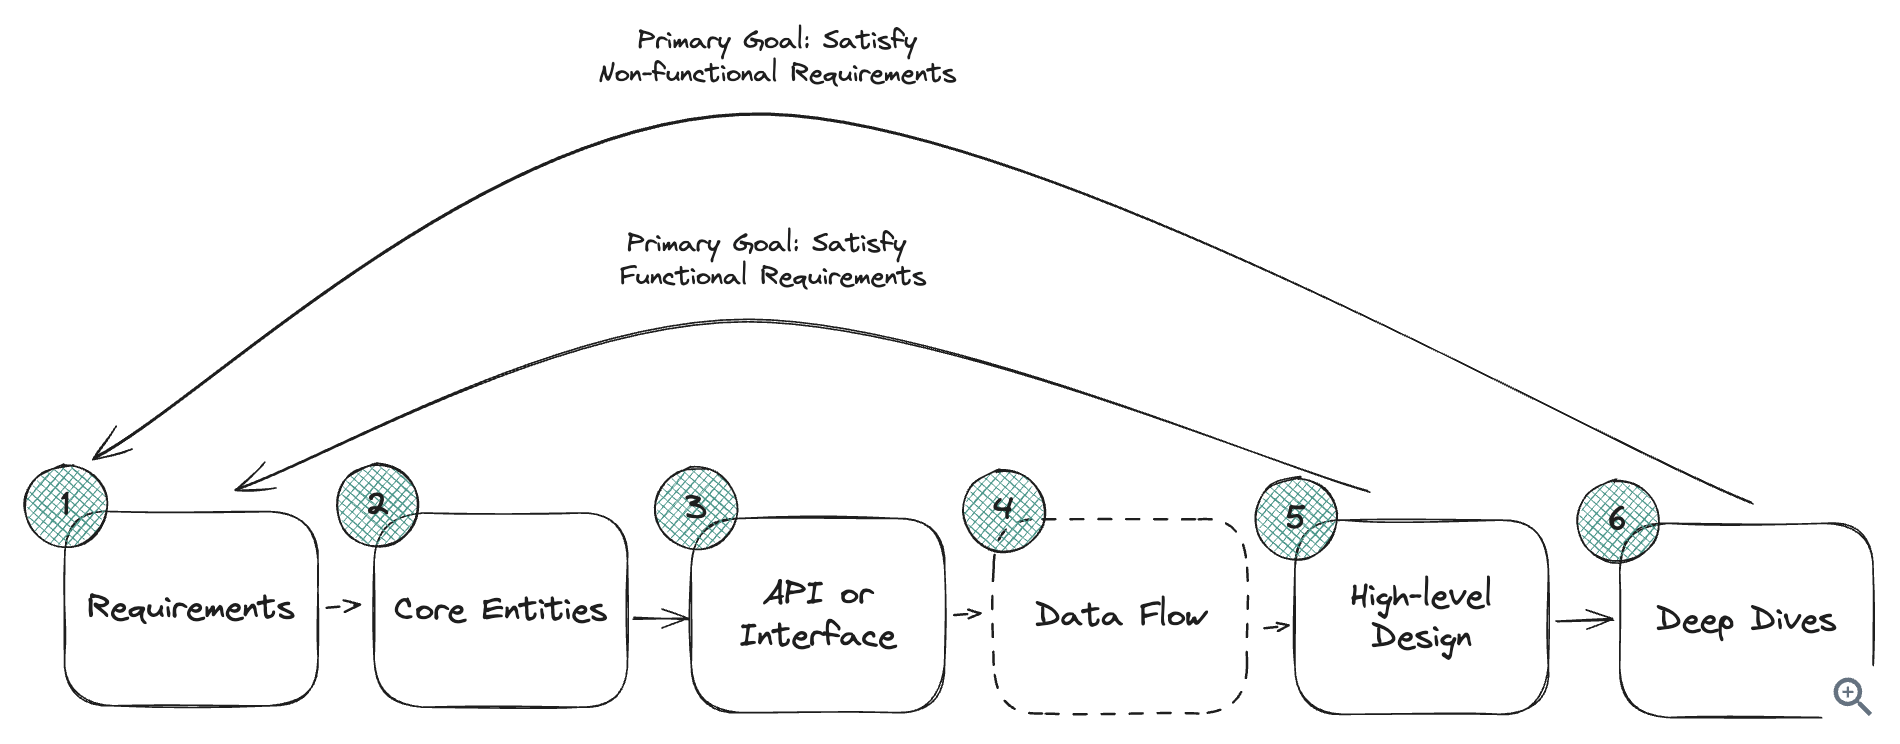 Primary Goal: Satisfy
Non-functional Requirements
Primary Goal: Satisfy
Functional Requirements
1
2
3
4
5
6
Requirements
Core Entities
API or
Interface
Data Flow
High-level
Design
Deep Dives